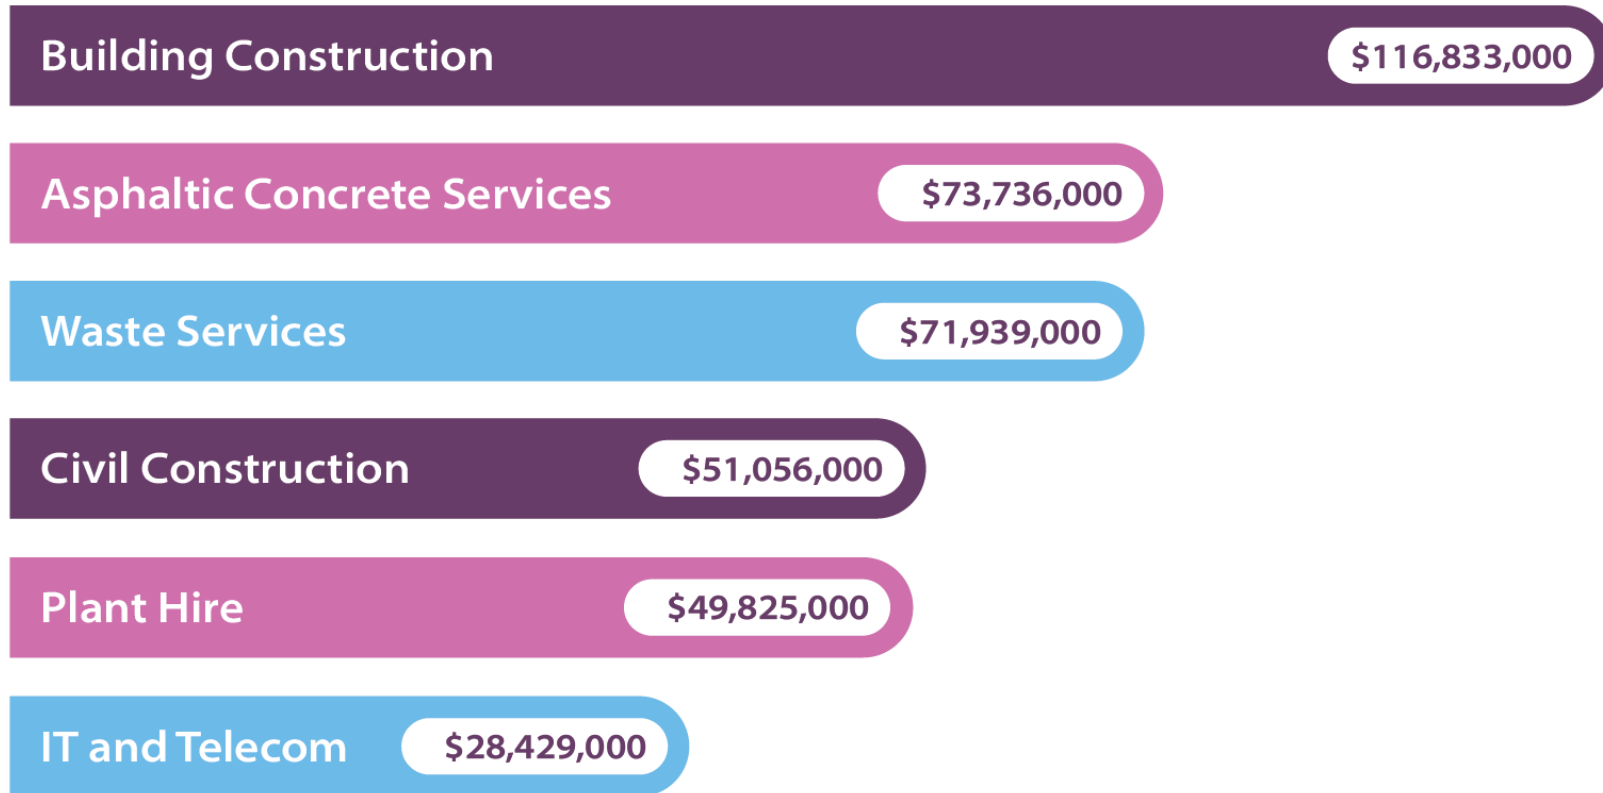 Building Construction $116,833,000
Asphaltic Concrete Services $73,736,000
Waste Services $71,939,000
Civil Construction $51,056,000
Plant Hire $49,825,000
IT and Telecom $28,429,000